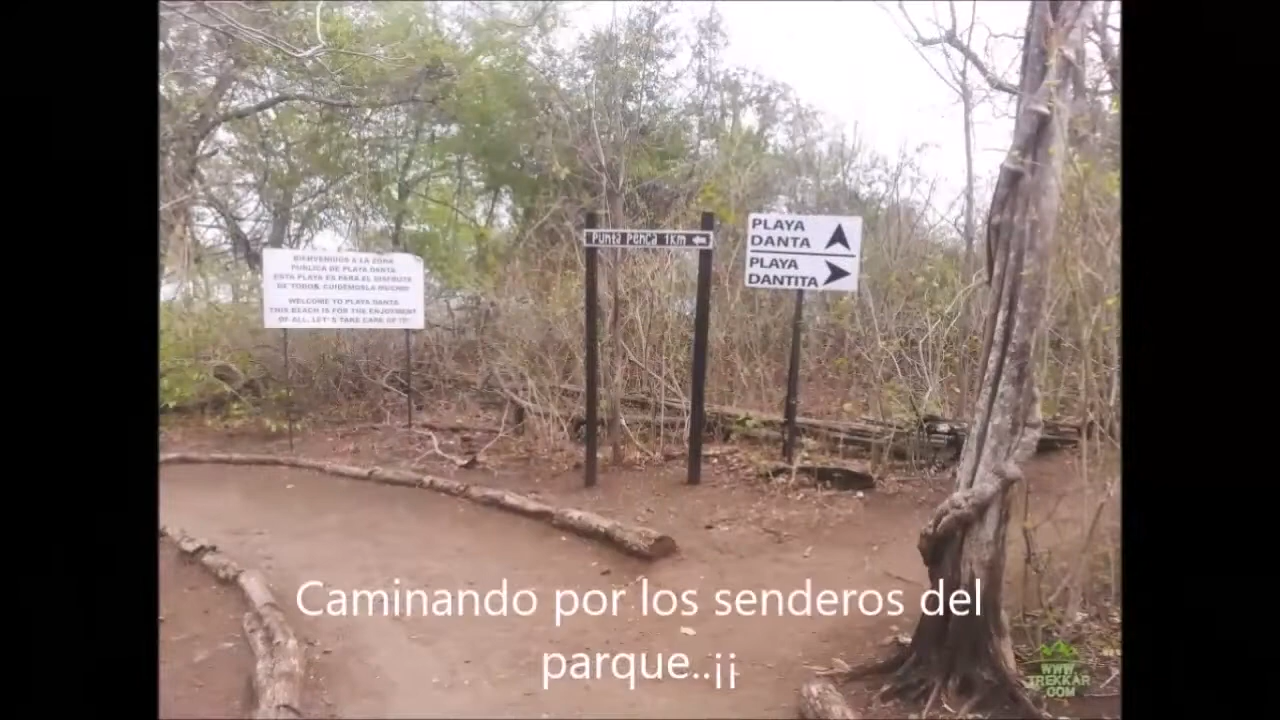 BIENVENIDOS A LA ZONA
PUBLICA DE PLAYA DANTA
ESTA PLAYA ES PARA EL DISFRUTE
DE TODOS, CUIDEMOSLA MUCHO!
WELCOME TO PLAYA DANTA
THIS BEACH IS FOR THE ENJOYMENT
OF ALL. LET'S TAKE CARE OF IT!
Punta Penca 1Km
PLAYA
DANTA
PLAYA
DANTITA
Caminando por los senderos del
parque..¡¡
WWW.
TREKKAR
.COM